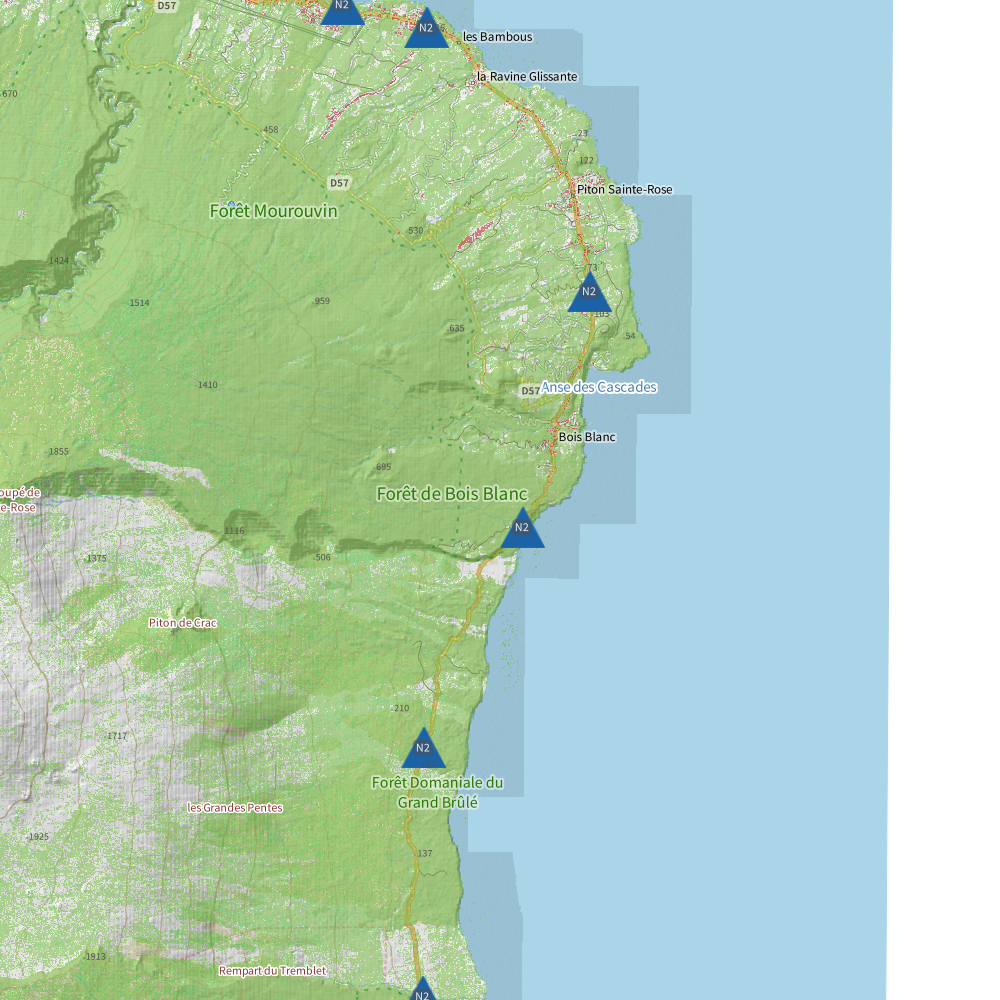 D57
N2
N2
les Bambous
la Ravine Glissante
670
458
23
122
D57
Piton Sainte-Rose
Forêt Mourouvin
530
1424
73
N2
1514
959
103
635
54
1410
D57
Anse des Cascades
Bois Blanc
1855
695
oupé de
e-Rose
Forêt de Bois Blanc
N2
1116
506
1375
Piton de Crac
210
1717
N2
Forêt Domaniale du
Grand Brûlé
les Grandes Pentes
1925
137
1913
Rempart du Tremblet
N2